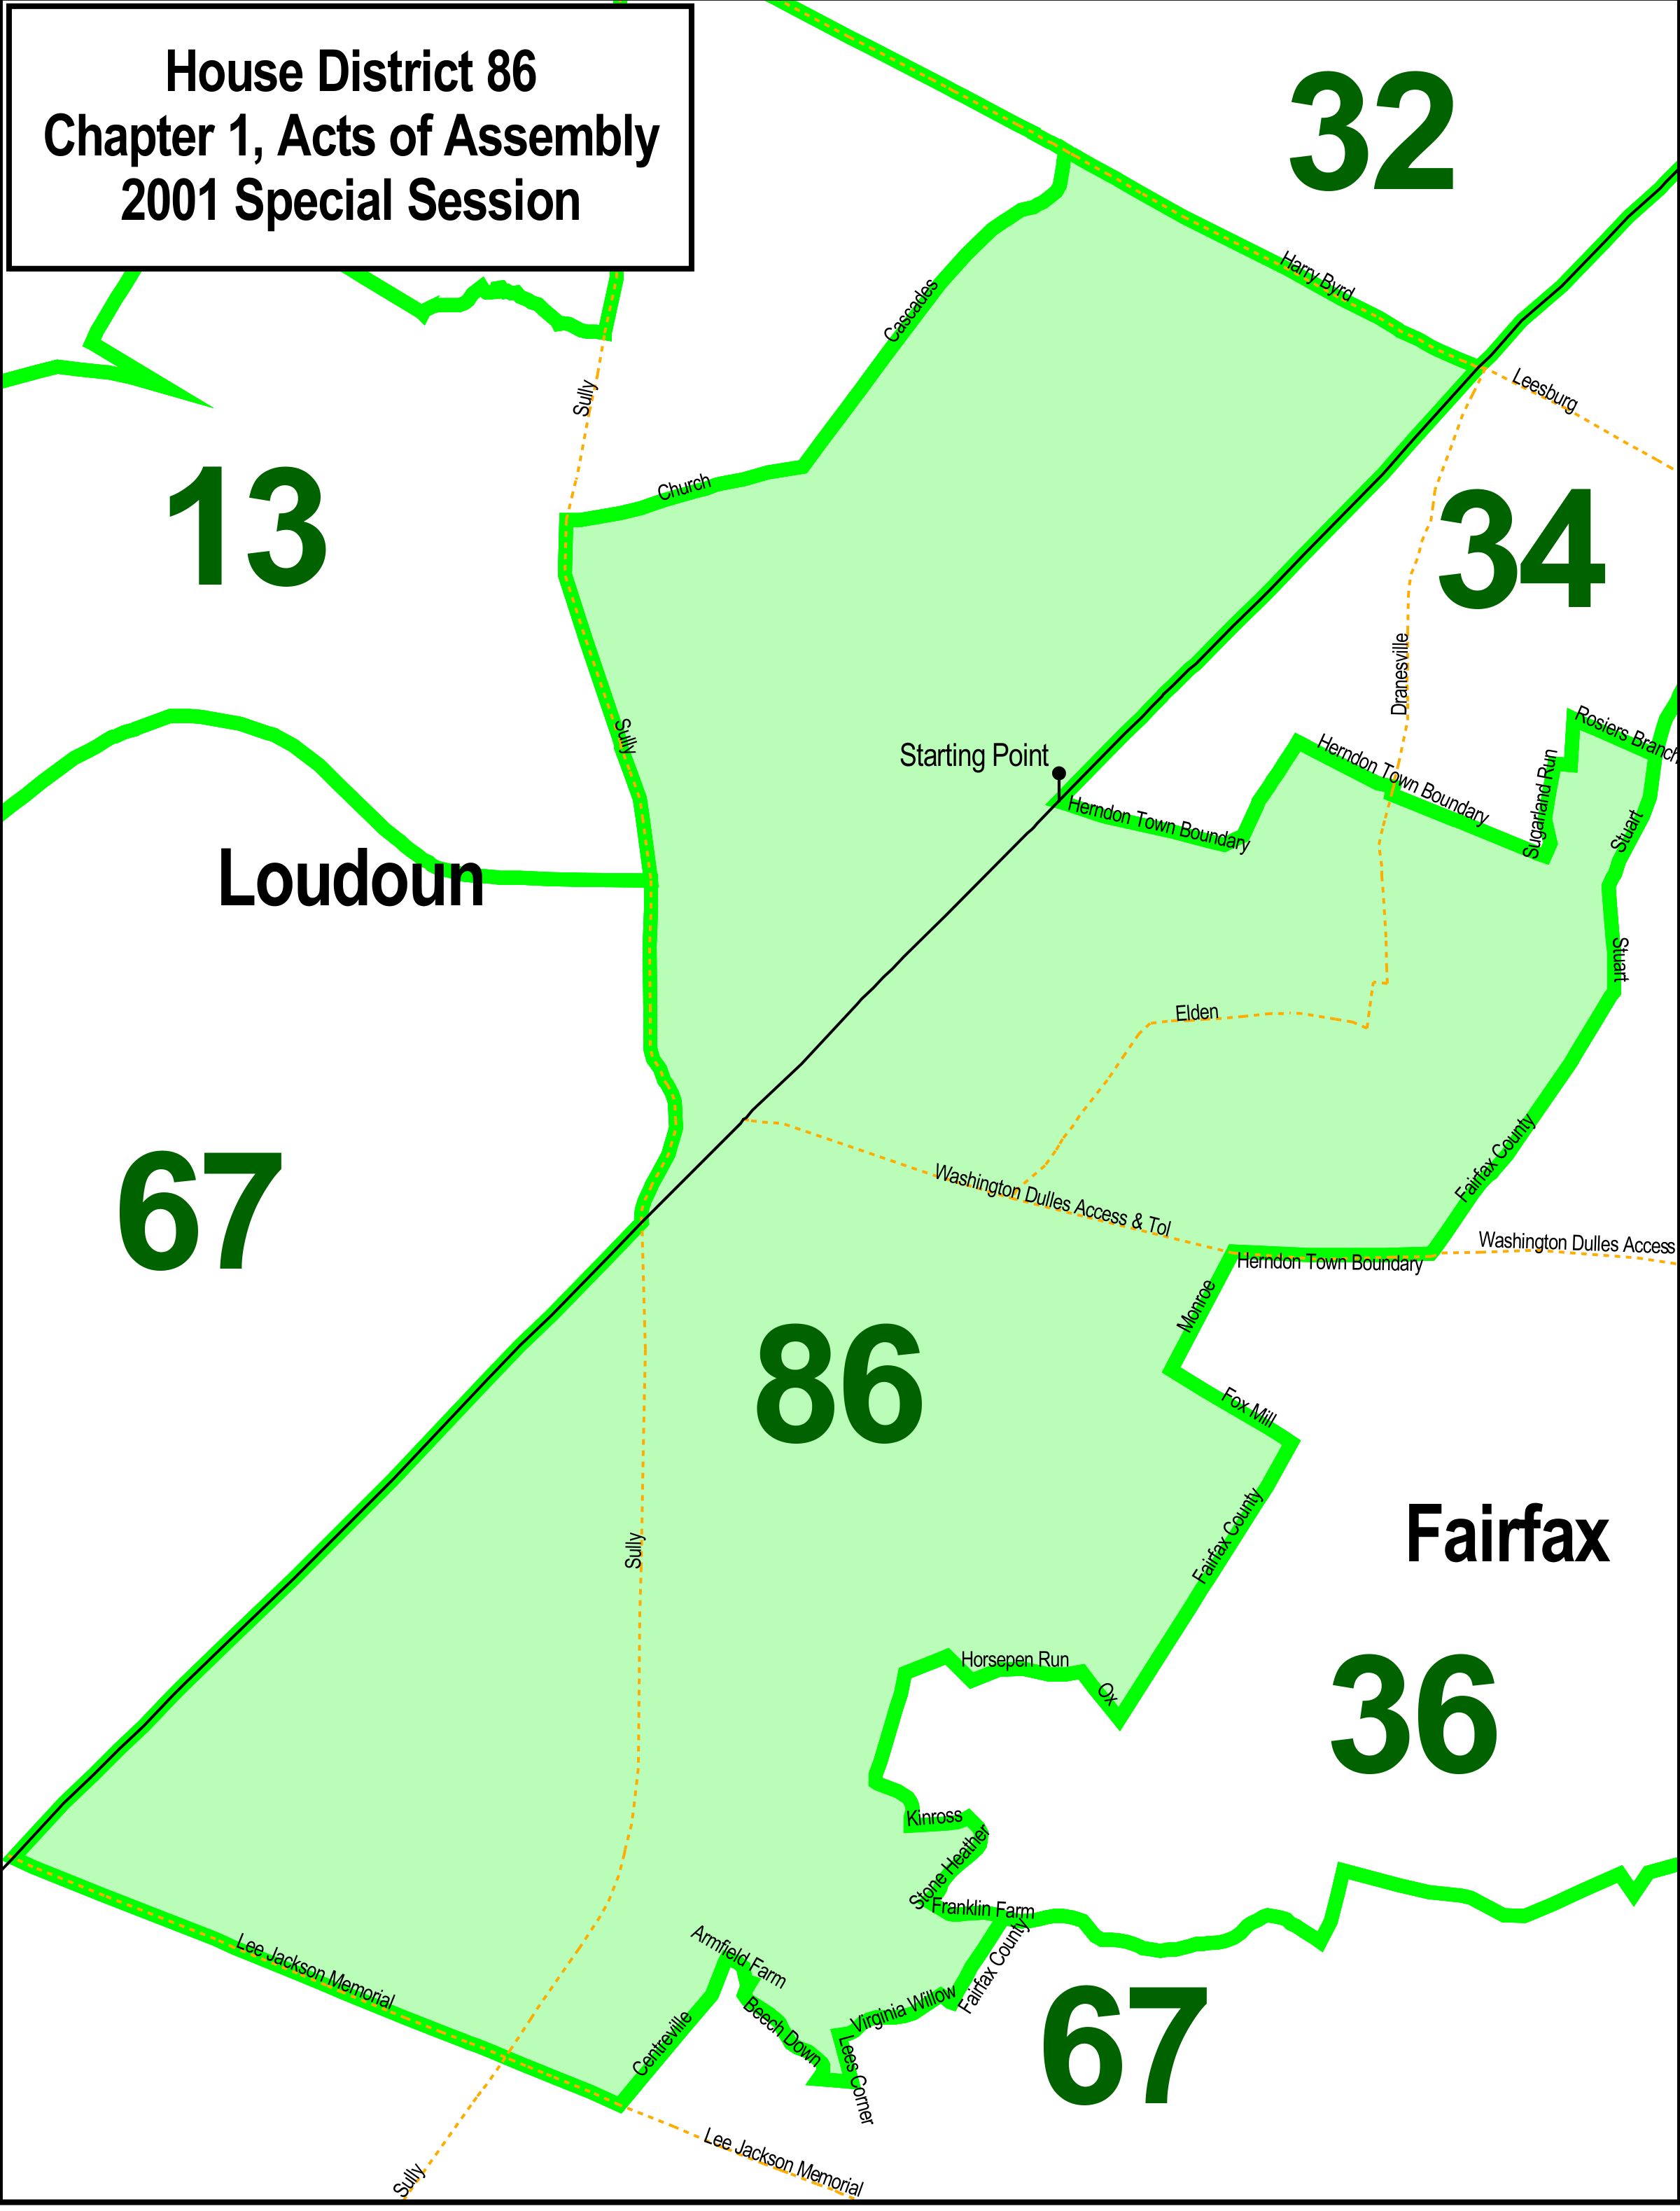 House District 86
Chapter 1, Acts of Assembly
2001 Special Session
32
Harry Byrd
Cascades
Leesburg
Sully
Church
13
34
Dranesville
Sully
Starting Point
Herndon Town Boundary
Herndon Town Boundary
Sugarland Run
Rosiers Branch
Stuart
Loudoun
Stuart
Elden
Fairfax County
67
Washington Dulles Access & Tol
Washington Dulles Access
Herndon Town Boundary
Monroe
86
Fox Mill
Fairfax County
Fairfax
Sully
Horsepen Run
Ox
36
Kinross
Stone Heather
Franklin Farm
Fairfax County
Armfield Farm
Lee Jackson Memorial
Virginia Willow
Beech Down
Centreville
Lees Corner
67
Lee Jackson Memorial
Sully